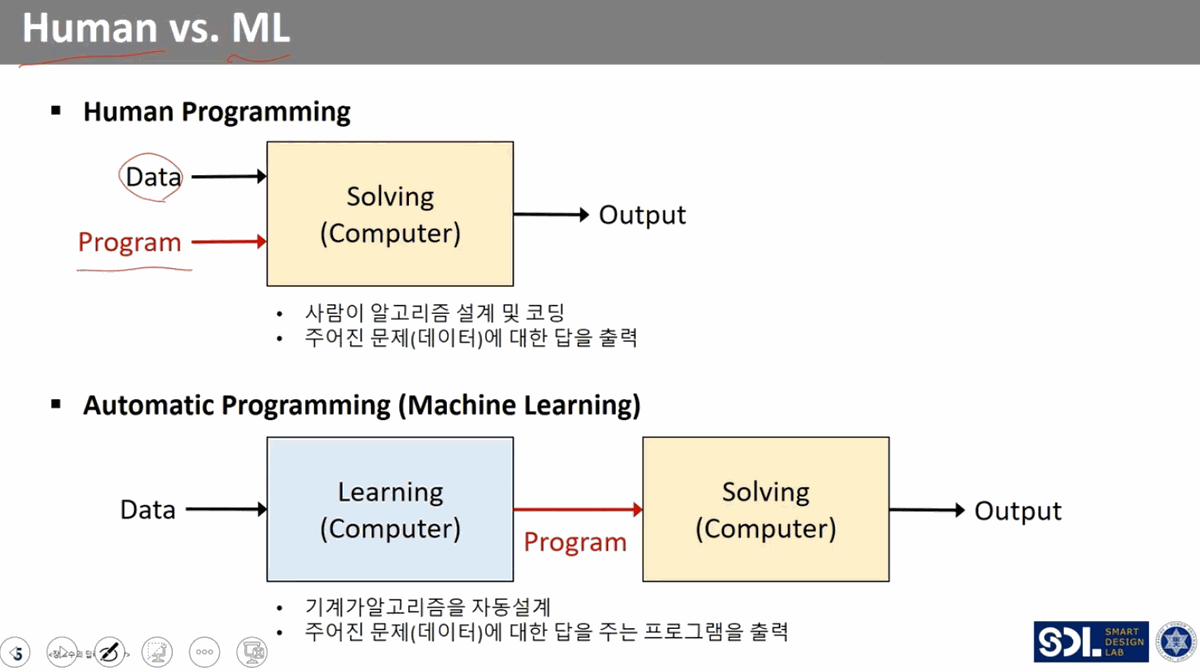 Human vs. ML
▪ Human Programming
Data
Program
Solving
(Computer)
Output
• 사람이 알고리즘 설계 및 코딩
• 주어진 문제(데이터)에 대한 답을 출력
▪ Automatic Programming (Machine Learning)
Data
Learning
(Computer)
Program
Solving
(Computer)
Output
• 기계가알고리즘을 자동설계
• 주어진 문제(데이터)에 대한 답을 주는 프로그램을 출력
5
SDL SMART
DESIGN
LAB